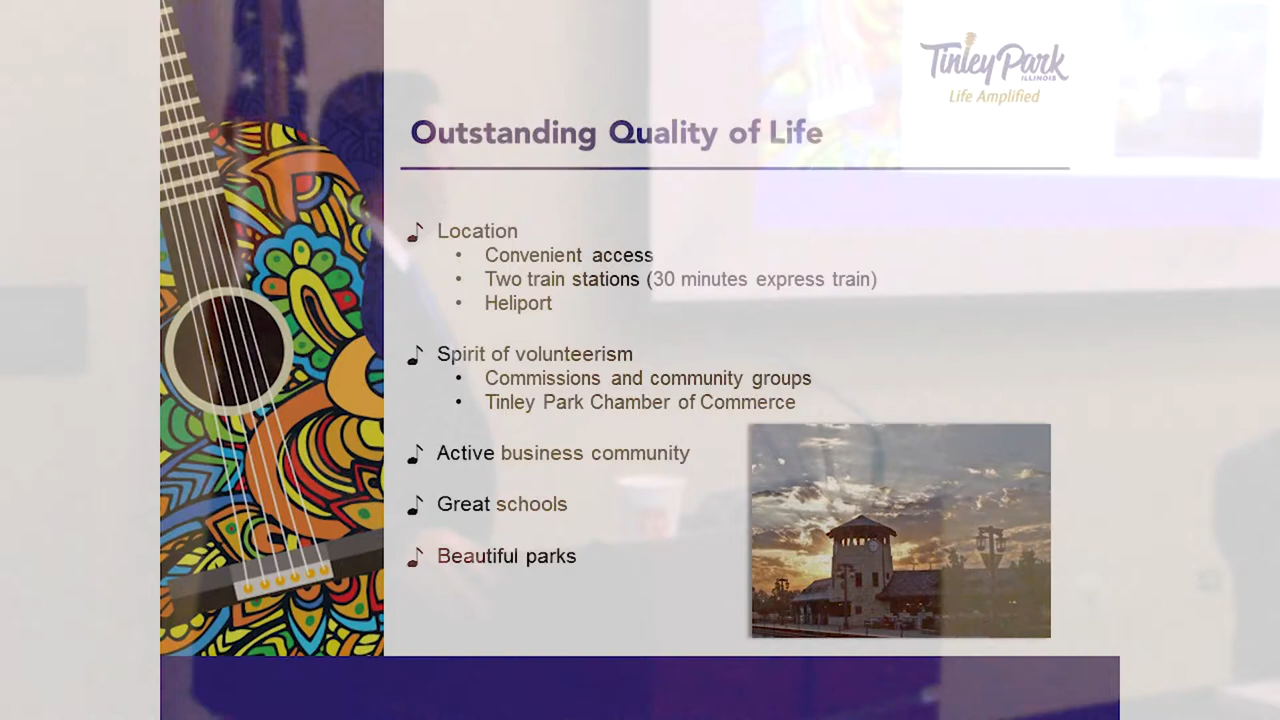 Tinley Park
ILLINOIS
Life Amplified
Outstanding Quality of Life
Location
• Convenient access
• Two train stations (30 minutes express train)
• Heliport
Spirit of volunteerism
• Commissions and community groups
• Tinley Park Chamber of Commerce
Active business community
Great schools
Beautiful parks